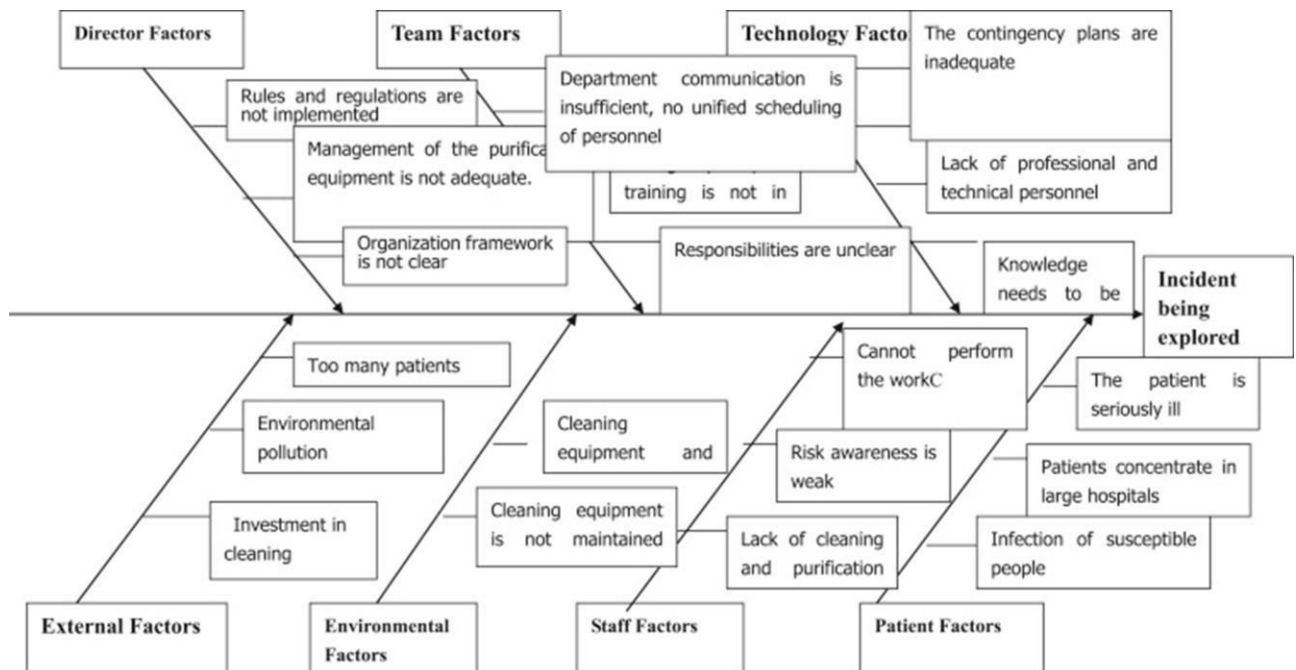 Director Factors
Team Factors
Technology
The contingency plans are
inadequate
Rules and regulations are
not implemented
Department communication is
insufficient, no unified scheduling
of personnel
Management of the
equipment is not adequate.
training is not in
Lack of professional and
technical personnel
Organization framework
is not clear
Responsibilities are unclear
Knowledge
needs to be
Incident
being
explored
Too many patients
Cannot perform
the workC
The patient is
seriously ill
Environmental
pollution
Cleaning
equipment and
Risk awareness is
weak
Patients concentrate in
large hospitals
Investment in
cleaning
Cleaning equipment
is not maintained
Lack of cleaning
and purification
Infection of susceptible
people
External Factors
Environmental
Factors
Staff Factors
Patient Factors